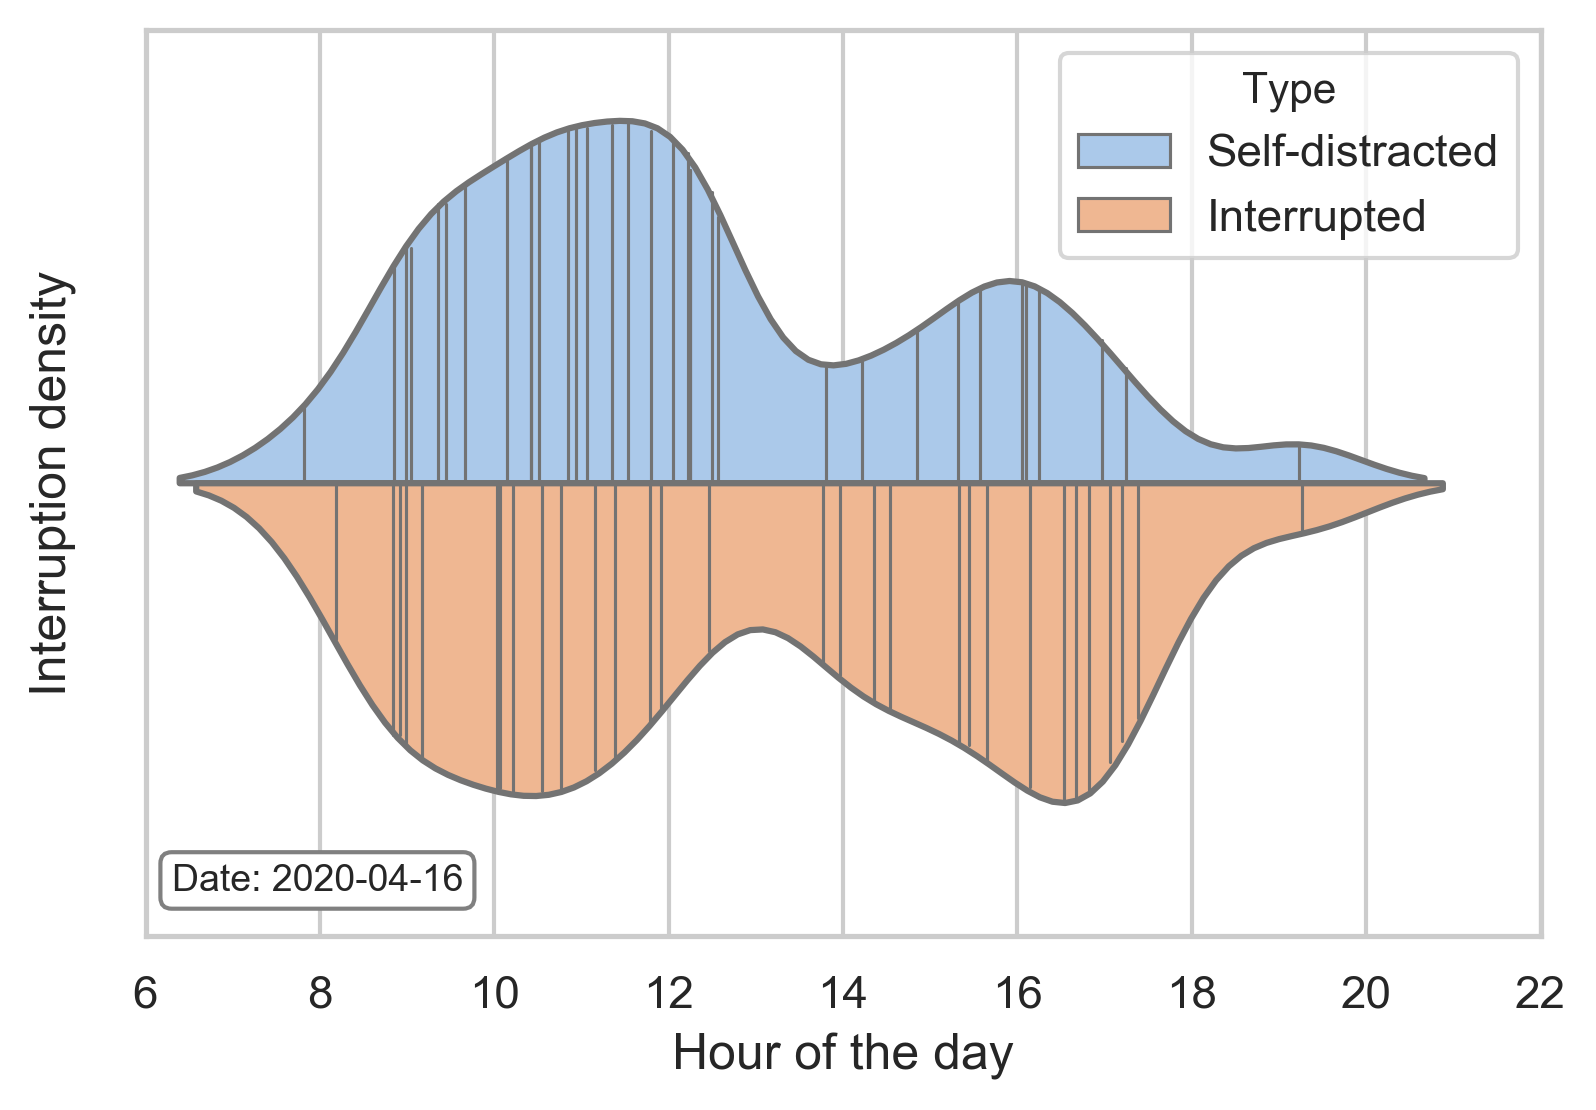 Type
Self-distracted
Interrupted
Interruption density
Date: 2020-04-16
6 8 10 12 14 16 18 20 22
Hour of the day